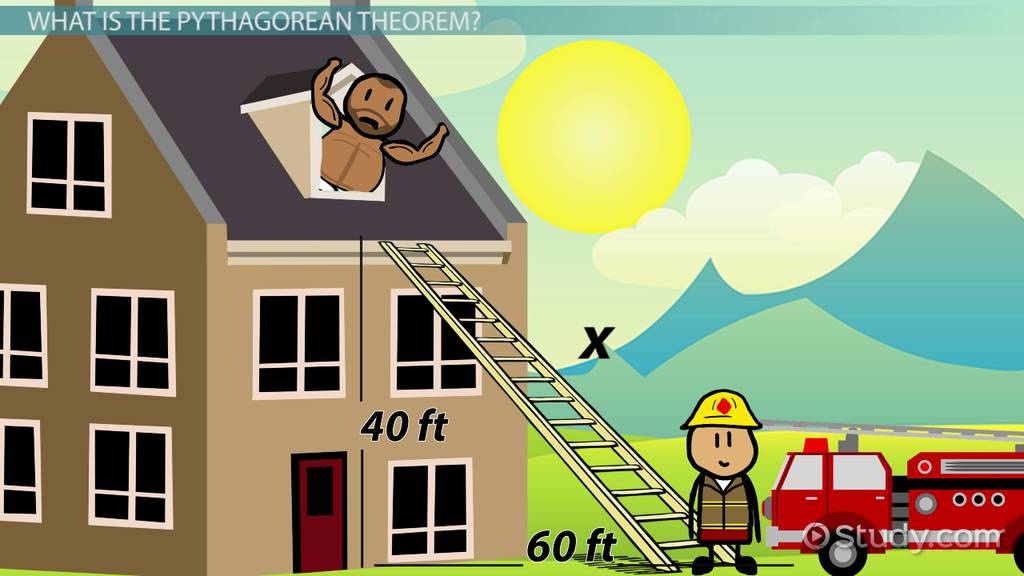 WHAT IS THE PYTHAGOREAN THEOREM?
X
40 ft
60 ft
Study.com